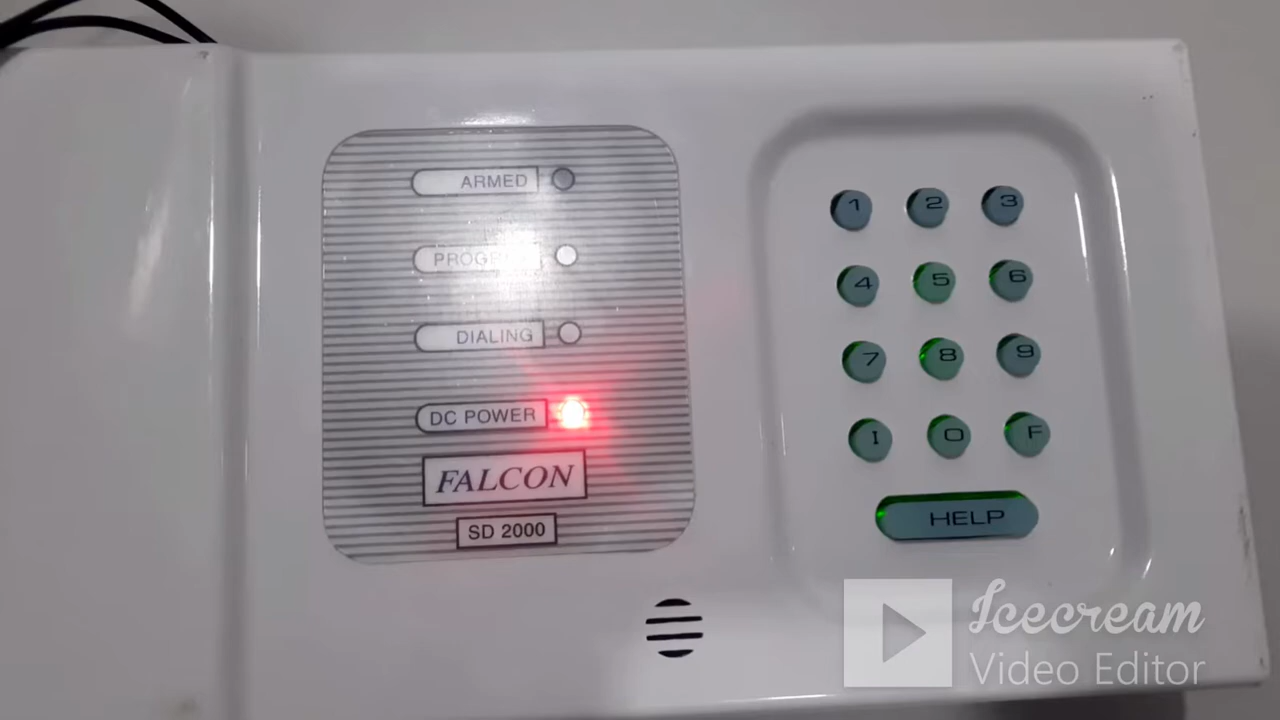 ARMED
PROGRAM
DIALING
DC POWER
FALCON
SD 2000
1 2 3
4 5 6
7 8 9
I O F
HELP
Icecream
Video Editor